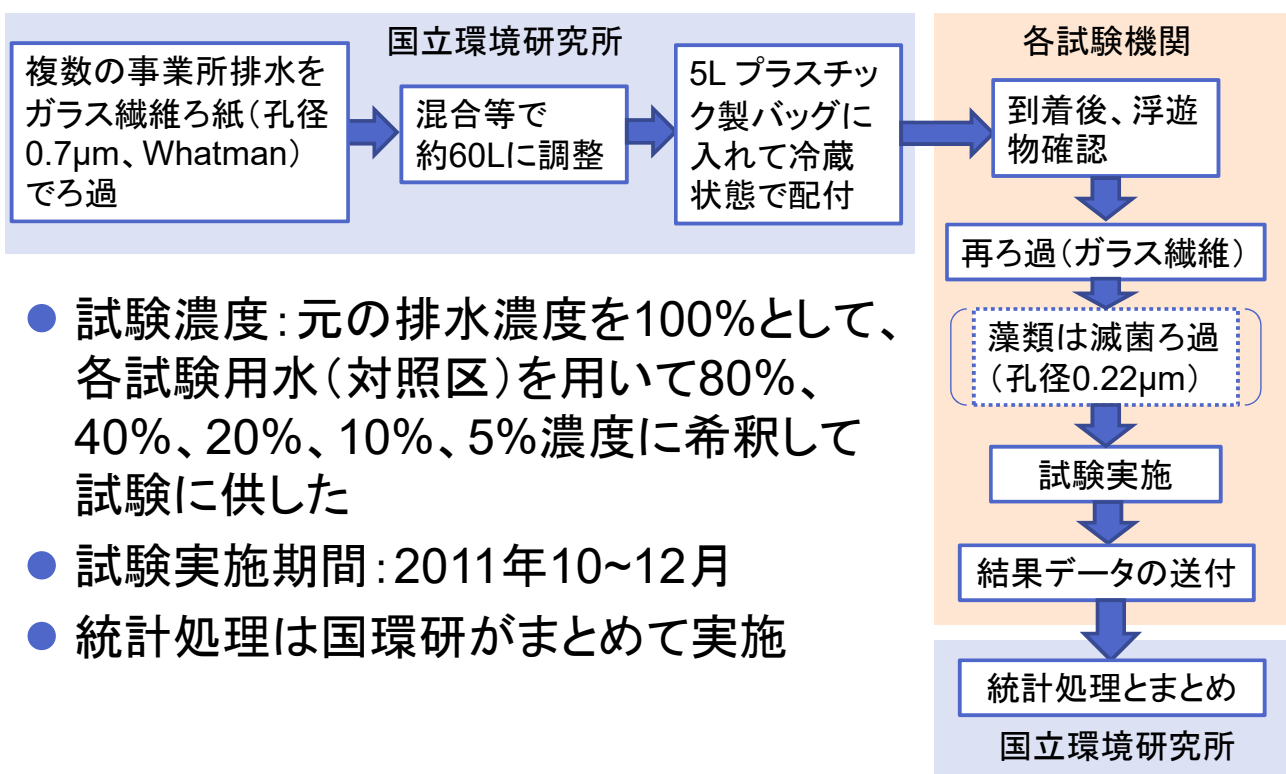 国立環境研究所
複数の事業所排水を
ガラス繊維ろ紙（孔径
0.7µm、Whatman）
でろ過
混合等で
約60Lに調整
5L プラスチッ
ク製バッグに
入れて冷蔵
状態で配付
各試験機関
到着後、浮遊
物確認
再ろ過（ガラス繊維）
藻類は滅菌ろ過
（孔径0.22µm）
試験実施
結果データの送付
統計処理とまとめ
国立環境研究所
● 試験濃度：元の排水濃度を100%として、
各試験用水（対照区）を用いて80%、
40%、20%、10%、5%濃度に希釈して
試験に供した
● 試験実施期間：2011年10~12月
● 統計処理は国環研がまとめて実施